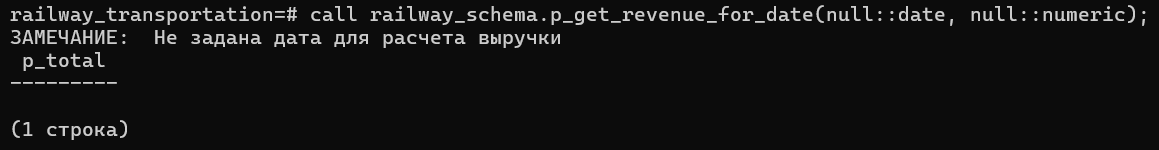 railway_transportation=# call railway_schema.p_get_revenue_for_date(null::date, null::numeric);
ЗАМЕЧАНИЕ:  Не задана дата для расчета выручки
 p_total
---------

(1 строка)